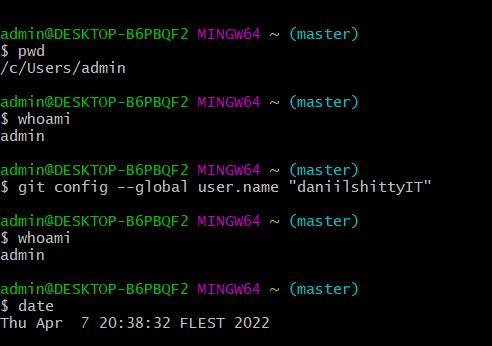 admin@DESKTOP-B6PBQF2 MINGW64 ~ (master)
$ pwd
/c/Users/admin
admin@DESKTOP-B6PBQF2 MINGW64 ~ (master)
$ whoami
admin
admin@DESKTOP-B6PBQF2 MINGW64 ~ (master)
$ git config --global user.name "daniilshittyIT"
admin@DESKTOP-B6PBQF2 MINGW64 ~ (master)
$ whoami
admin
admin@DESKTOP-B6PBQF2 MINGW64 ~ (master)
$ date
Thu Apr  7 20:38:32 FLEST 2022